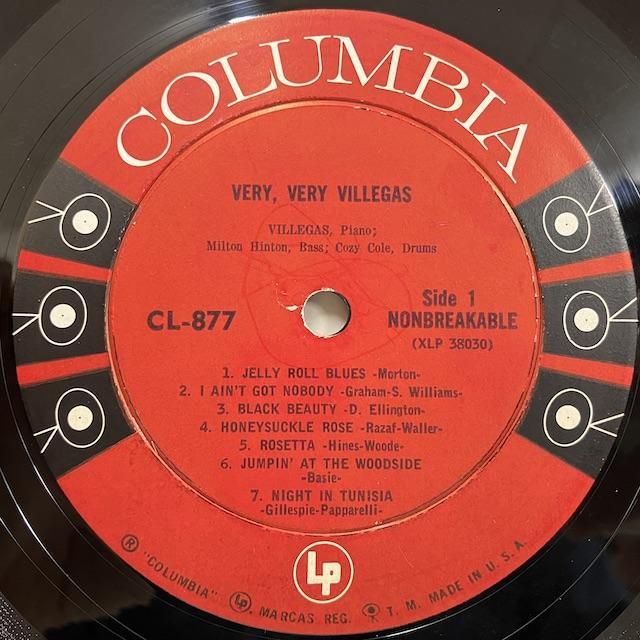 COLUMBIA
VERY, VERY VILLEGAS
VILLEGAS, Piano;
Milton Hinton, Bass; Cozy Cole, Drums
CL-877
Side 1
NONBREAKABLE
(XLP 38030)
1. JELLY ROLL BLUES -Morton-
2. I AIN'T GOT NOBODY -Graham-S. Williams-
3. BLACK BEAUTY -D. Ellington-
4. HONEYSUCKLE ROSE -Razaf-Waller-
5. ROSETTA -Hines-Woode-
6. JUMPIN' AT THE WOODSIDE
-Basie-
7. NIGHT IN TUNISIA
-Gillespie-Papparelli-
LP
® "COLUMBIA" LP, MARCAS REG. T. M. MADE IN U. S. A.